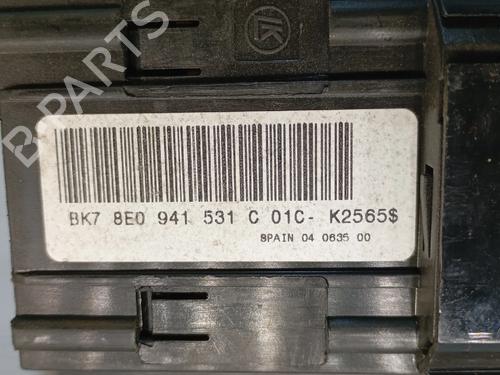 B PARTS
BK7 8E0 941 531 C 01C- K2565$
SPAIN 04 0635 00